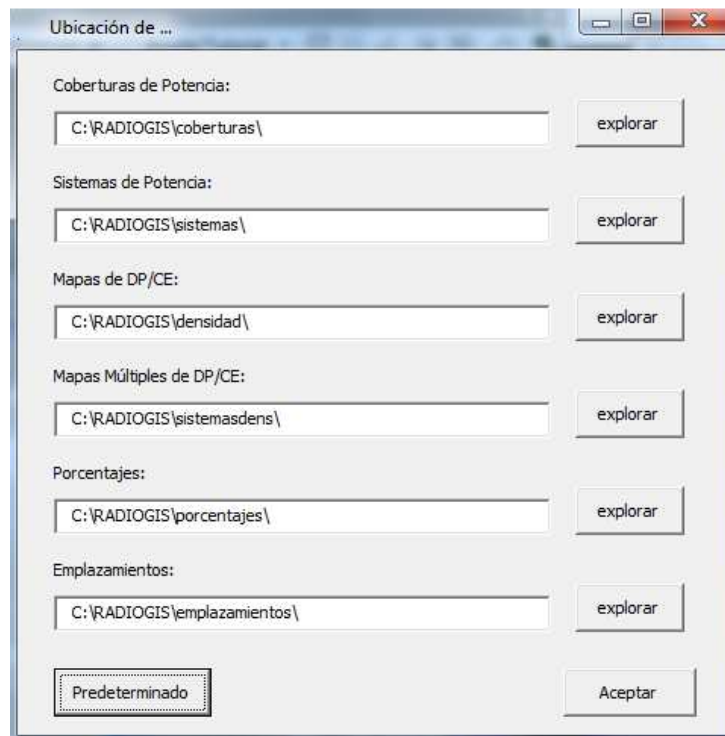 Ubicación de ...
Coberturas de Potencia:
C:\RADIOGIS\coberturas\
explorar
Sistemas de Potencia:
C:\RADIOGIS\sistemas\
explorar
Mapas de DP/CE:
C:\RADIOGIS\densidad\
explorar
Mapas Múltiples de DP/CE:
C:\RADIOGIS\sistemasdens\
explorar
Porcentajes:
C:\RADIOGIS\porcentajes\
explorar
Emplazamientos:
C:\RADIOGIS\emplazamientos\
explorar
Predeterminado
Aceptar